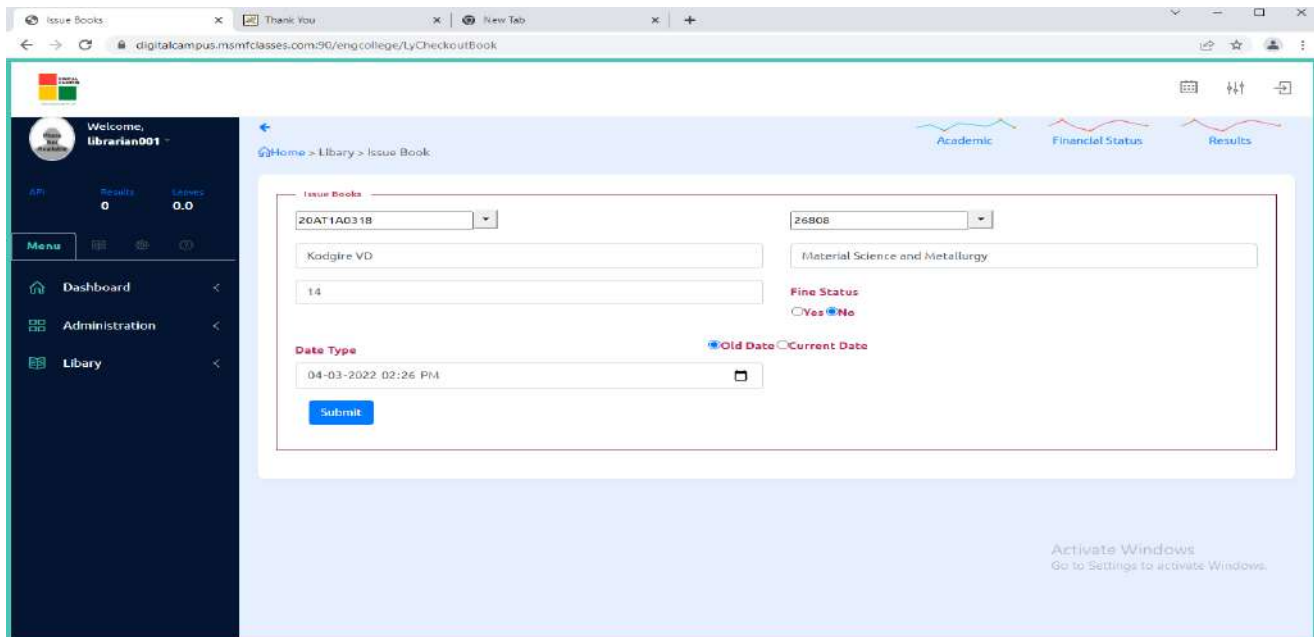 Issue Books
Thank You
New Tab
digitalcampus.msmfclasses.com:90/engcollege/LyCheckoutBook
DIGITAL CAMPUS
Welcome,
librarian001
Academic
Financial Status
Results
Home > Libary > Issue Book
API
Results
Leaves
0
0.0
Menu
Dashboard
Administration
Libary
Issue Books
20AT1A0318
26808
Kodgire VD
Material Science and Metallurgy
14
Fine Status
Yes No
Date Type
Old Date Current Date
04-03-2022 02:26 PM
Submit
Activate Windows
Go to Settings to activate Windows.